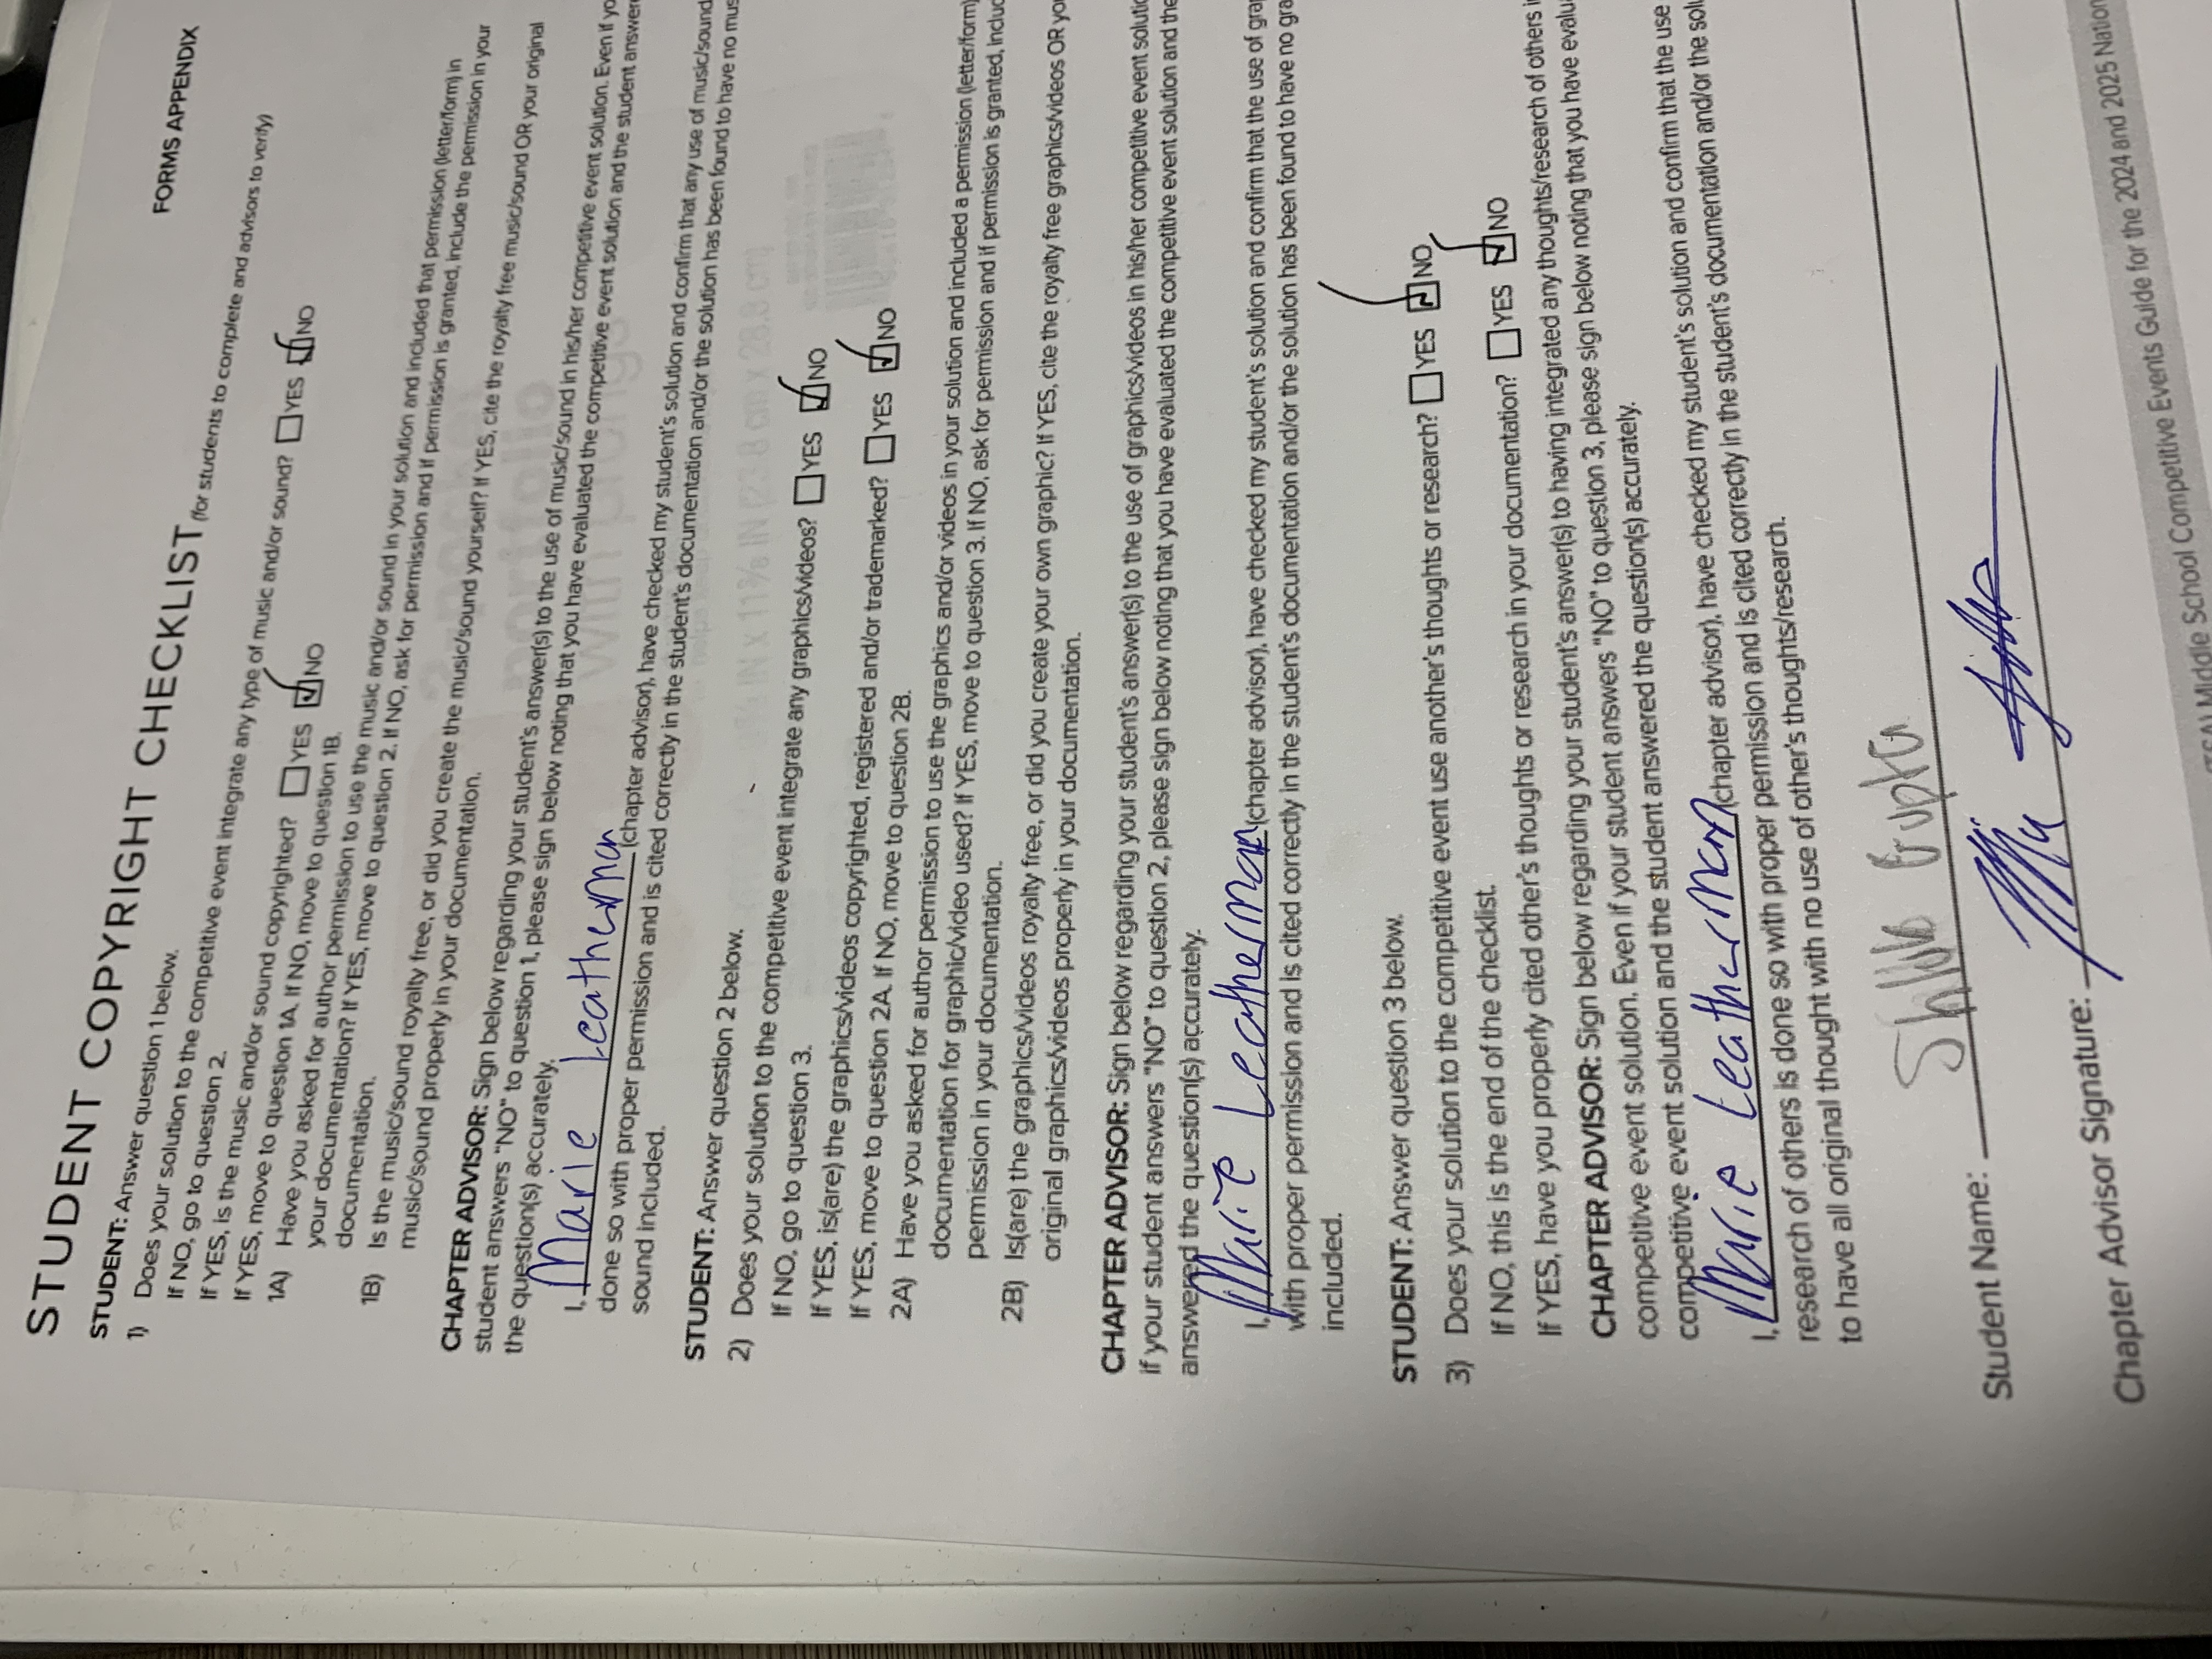 STUDENT COPYRIGHT CHECKLIST (for students to complete and advisors to verify)
FORMS APPENDIX
STUDENT: Answer question 1 below.
1) Does your solution to the competitive event integrate any type of music and/or sound? YES NO
If NO, go to question 2.
If YES, is the music and/or sound copyrighted? YES NO
If YES, move to question 1A. If NO, move to question 1B.
1A) Have you asked for author permission to use the music and/or sound in your solution and included that permission (letter/form) in
your documentation? If YES, move to question 2. If NO, ask for permission and if permission is granted, include the permission in your
documentation.
1B) Is the music/sound royalty free, or did you create the music/sound yourself? If YES, cite the royalty free music/sound OR your original
music/sound properly in your documentation.
CHAPTER ADVISOR: Sign below regarding your student's answer(s) to the use of music/sound in his/her competitive event solution. Even if yo
student answers "NO" to question 1, please sign below noting that you have evaluated the competitive event solution and the student answer
the question(s) accurately.
I, Marie Leatherman (chapter advisor), have checked my student's solution and confirm that any use of music/sound
done so with proper permission and is cited correctly in the student's documentation and/or the solution has been found to have no mus
sound included.
STUDENT: Answer question 2 below.
2) Does your solution to the competitive event integrate any graphics/videos? YES NO
If NO, go to question 3.
If YES, is(are) the graphics/videos copyrighted, registered and/or trademarked? YES NO
If YES, move to question 2A. If NO, move to question 2B.
2A) Have you asked for author permission to use the graphics and/or videos in your solution and included a permission (letter/form)
documentation for graphic/video used? If YES, move to question 3. If NO, ask for permission and if permission is granted, includ
permission in your documentation.
2B) Is(are) the graphics/videos royalty free, or did you create your own graphic? If YES, cite the royalty free graphics/videos OR yo
original graphics/videos properly in your documentation.
CHAPTER ADVISOR: Sign below regarding your student's answer(s) to the use of graphics/videos in his/her competitive event soluti
if your student answers "NO" to question 2, please sign below noting that you have evaluated the competitive event solution and the
answered the question(s) accurately.
I, Marie Leatherman (chapter advisor), have checked my student's solution and confirm that the use of gra
with proper permission and is cited correctly in the student's documentation and/or the solution has been found to have no gra
included.
STUDENT: Answer question 3 below.
3) Does your solution to the competitive event use another's thoughts or research? YES NO
If NO, this is the end of the checklist.
If YES, have you properly cited other's thoughts or research in your documentation? YES NO
CHAPTER ADVISOR: Sign below regarding your student's answer(s) to having integrated any thoughts/research of others i
competitive event solution. Even if your student answers "NO" to question 3, please sign below noting that you have evalu
competitive event solution and the student answered the question(s) accurately.
I, Marie Leatherman (chapter advisor), have checked my student's solution and confirm that the use
research of others is done so with proper permission and is cited correctly in the student's documentation and/or the solu
to have all original thought with no use of other's thoughts/research.
Student Name: Gupta
Chapter Advisor Signature:
(TSA) Middle School Competitive Events Guide for the 2024 and 2025 Nation